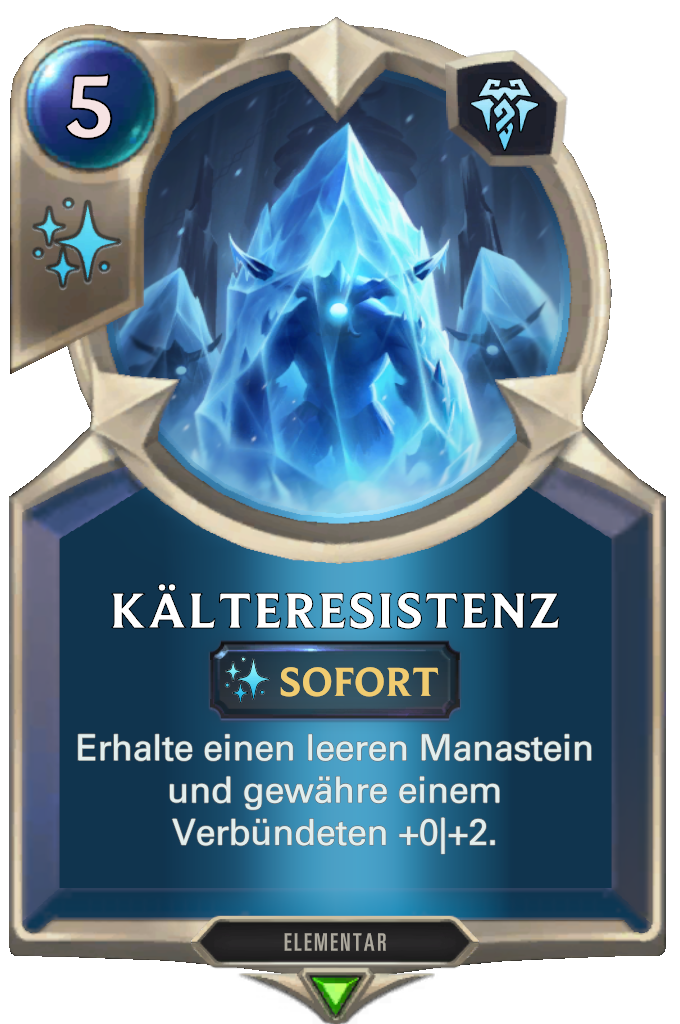 5
KÄLTERESISTENZ
SOFORT
Erhalte einen leeren Manastein
und gewähre einem
Verbündeten +0|+2.
ELEMENTAR